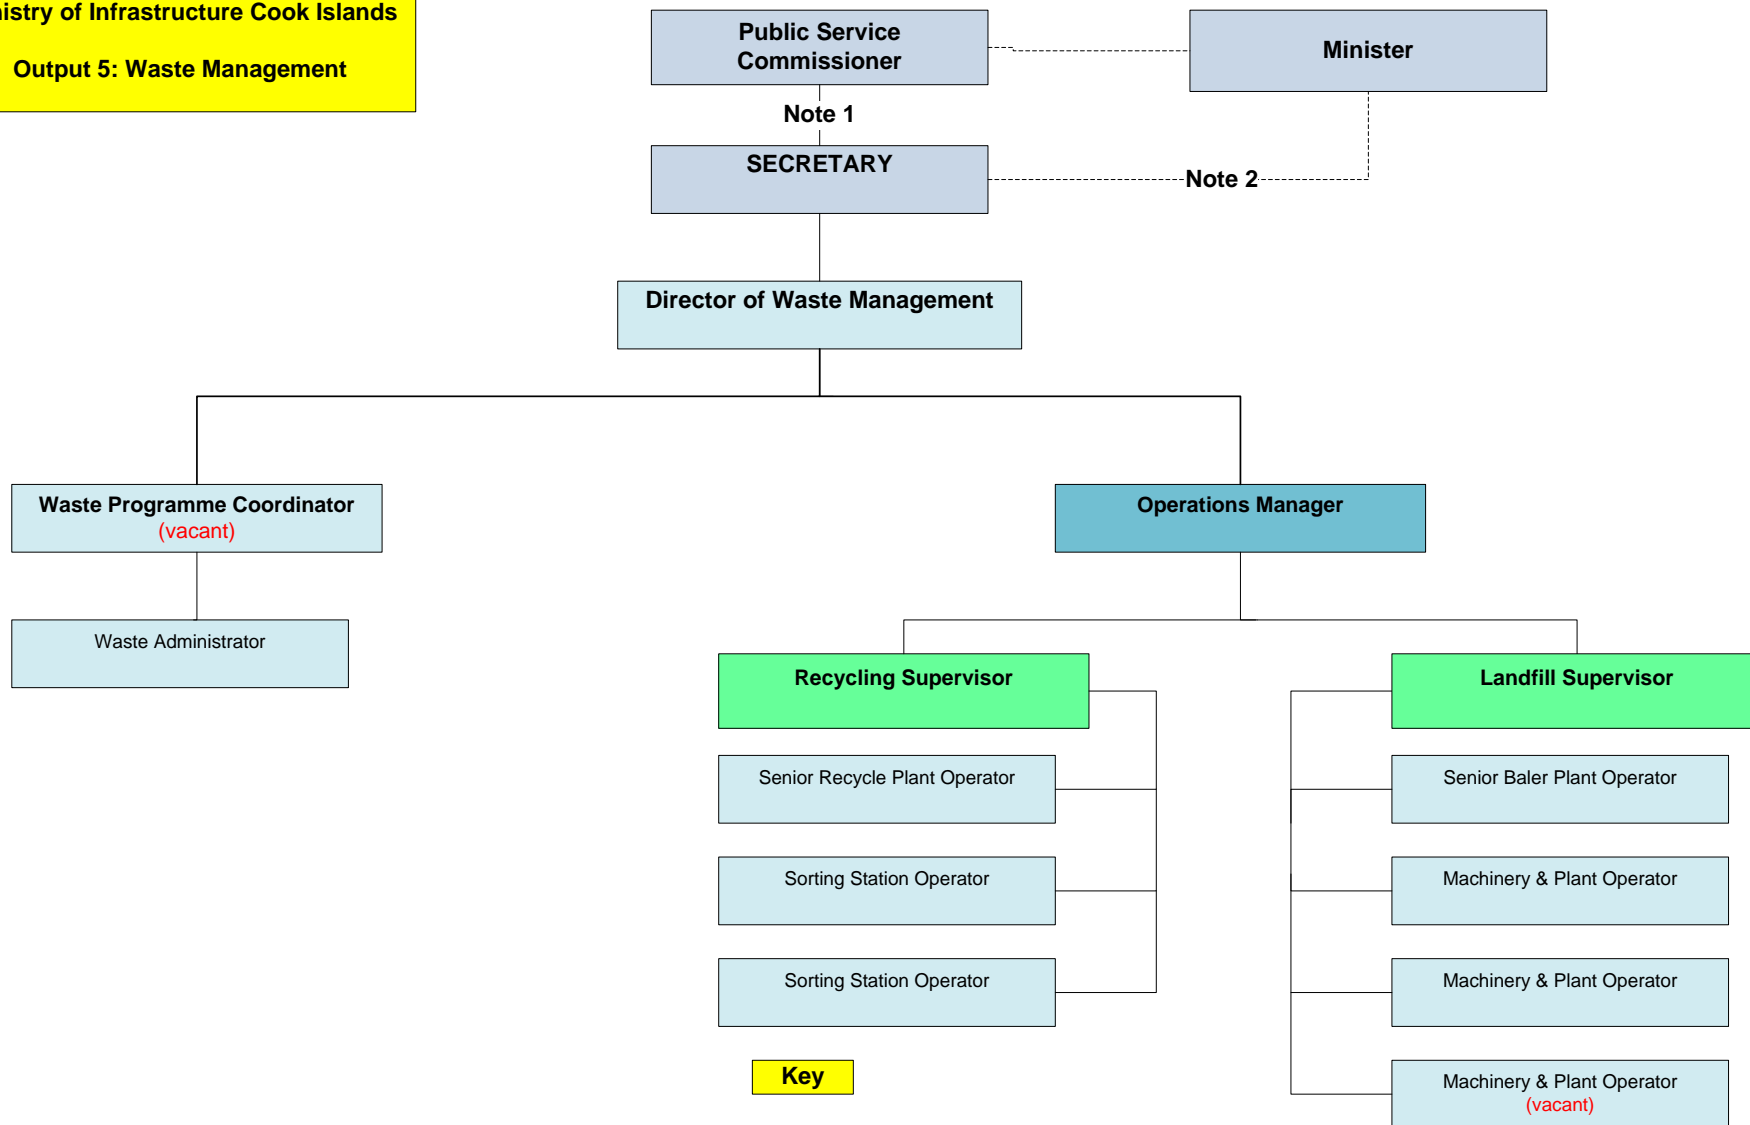 nistry of Infrastructure Cook Islands
Output 5: Waste Management
Public Service
Commissioner
Minister
Note 1
SECRETARY
Note 2
Director of Waste Management
Waste Programme Coordinator
(vacant)
Operations Manager
Waste Administrator
Recycling Supervisor
Landfill Supervisor
Senior Recycle Plant Operator
Senior Baler Plant Operator
Sorting Station Operator
Machinery & Plant Operator
Sorting Station Operator
Machinery & Plant Operator
Key
Machinery & Plant Operator
(vacant)